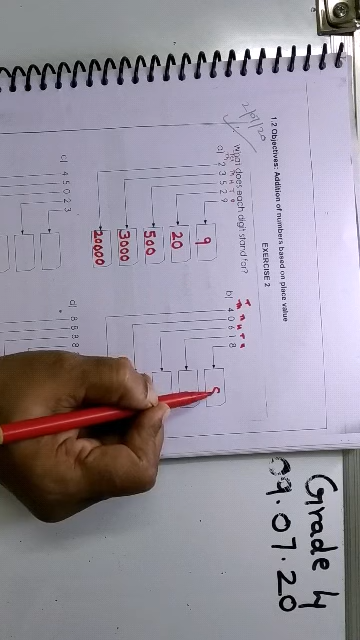 Grade 4
09.07.20
1.2 Objectives: Addition of numbers based on place value
EXERCISE 2
What does each digit stand for?
a) 2 3 5 2 9
9
20
500
3000
20000
b) 4 0 6 1 8
c) 4 5 0 2 3
d) 8 8 8 8